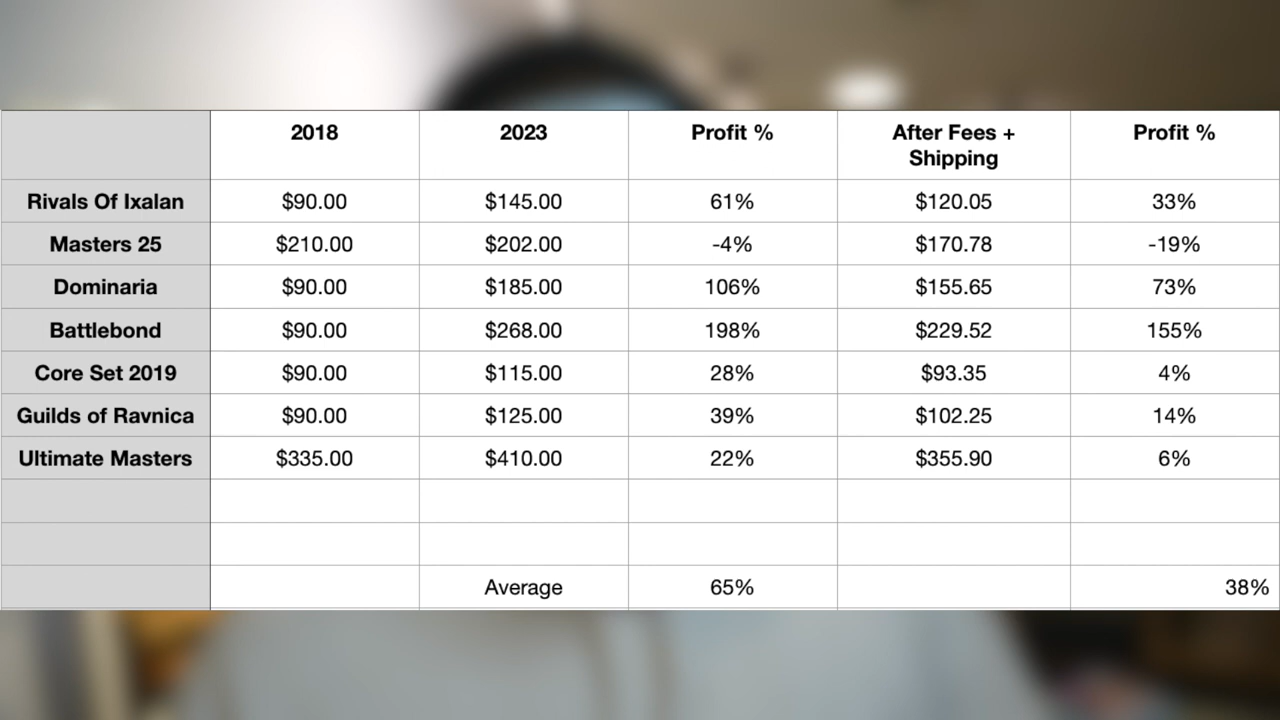 2018 2023 Profit % After Fees +
Shipping Profit %
Rivals Of Ixalan $90.00 $145.00 61% $120.05 33%
Masters 25 $210.00 $202.00 -4% $170.78 -19%
Dominaria $90.00 $185.00 106% $155.65 73%
Battlebond $90.00 $268.00 198% $229.52 155%
Core Set 2019 $90.00 $115.00 28% $93.35 4%
Guilds of Ravnica $90.00 $125.00 39% $102.25 14%
Ultimate Masters $335.00 $410.00 22% $355.90 6%
Average 65% 38%